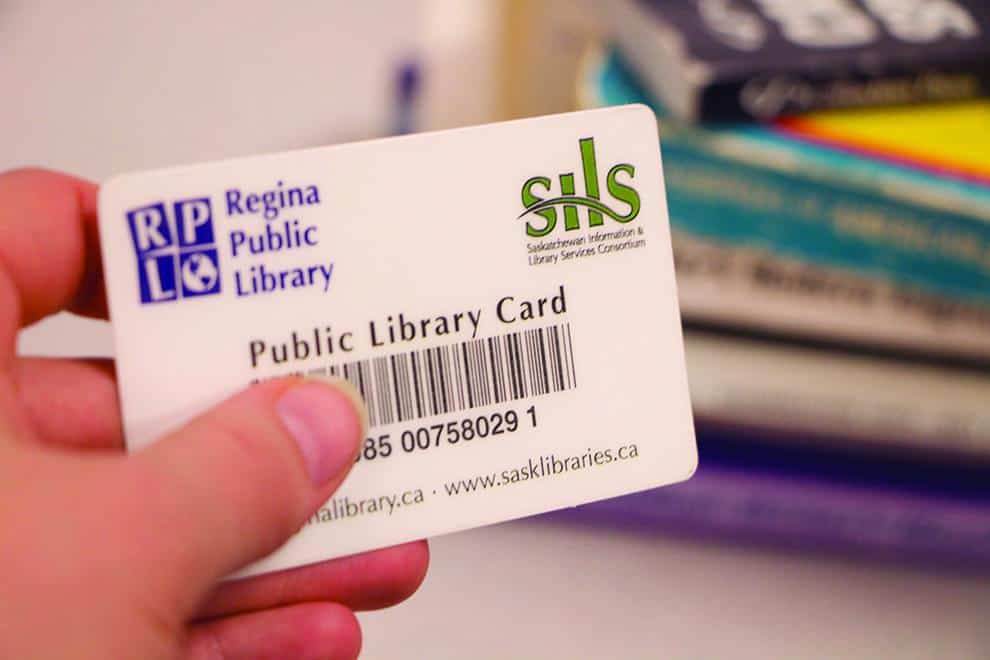 RP
L
Regina
Public
Library
sils
Saskatchewan Information &
Library Services Consortium
Public Library Card
85 00758029 1
nalibrary.ca · www.sasklibraries.ca